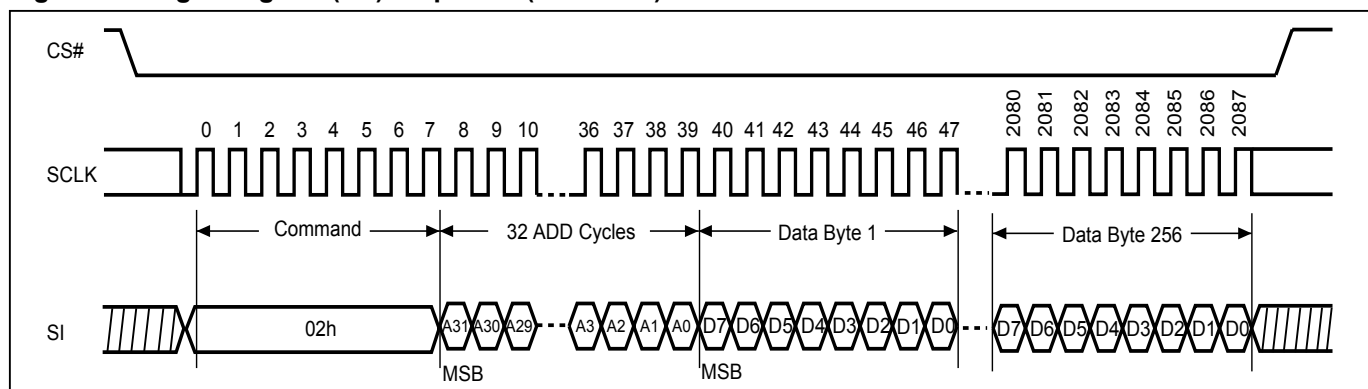 CS#
2080 2081 2082 2083 2084 2085 2086 2087
0 1 2 3 4 5 6 7 8 9 10 36 37 38 39 40 41 42 43 44 45 46 47
SCLK
Command 32 ADD Cycles Data Byte 1 Data Byte 256
SI 02h A31 A30 A29 A3 A2 A1 A0 D7 D6 D5 D4 D3 D2 D1 D0 D7 D6 D5 D4 D3 D2 D1 D0
MSB MSB